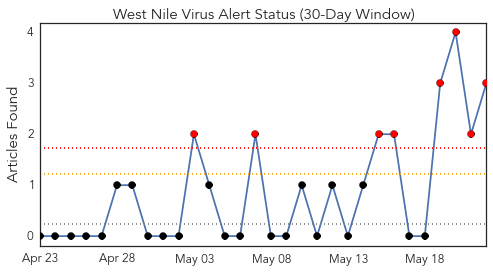 West Nile Virus Alert Status (30-Day Window)
Articles Found
4
3
2
1
0
Apr 23
Apr 28
May 03
May 08
May 13
May 18